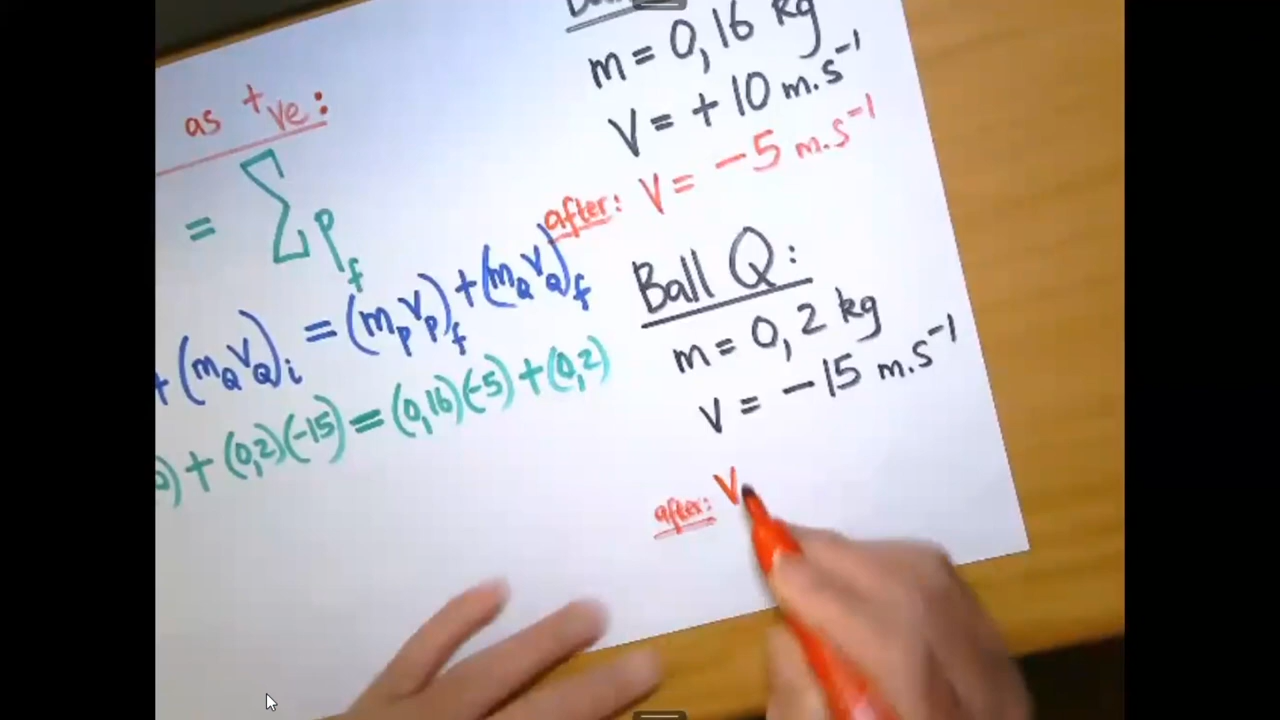 as +ve:
= ∑p_f
+ (m_Q v_Q)_i = (m_p v_p)_f + (m_Q v_Q)_f
) + (0,2)(-15) = (0,16)(-5) + (0,2)
m = 0,16 kg
V = + 10 m.s⁻¹
after: V = -5 m.s⁻¹
Ball Q:
m = 0,2 kg
v = -15 m.s⁻¹
after: V